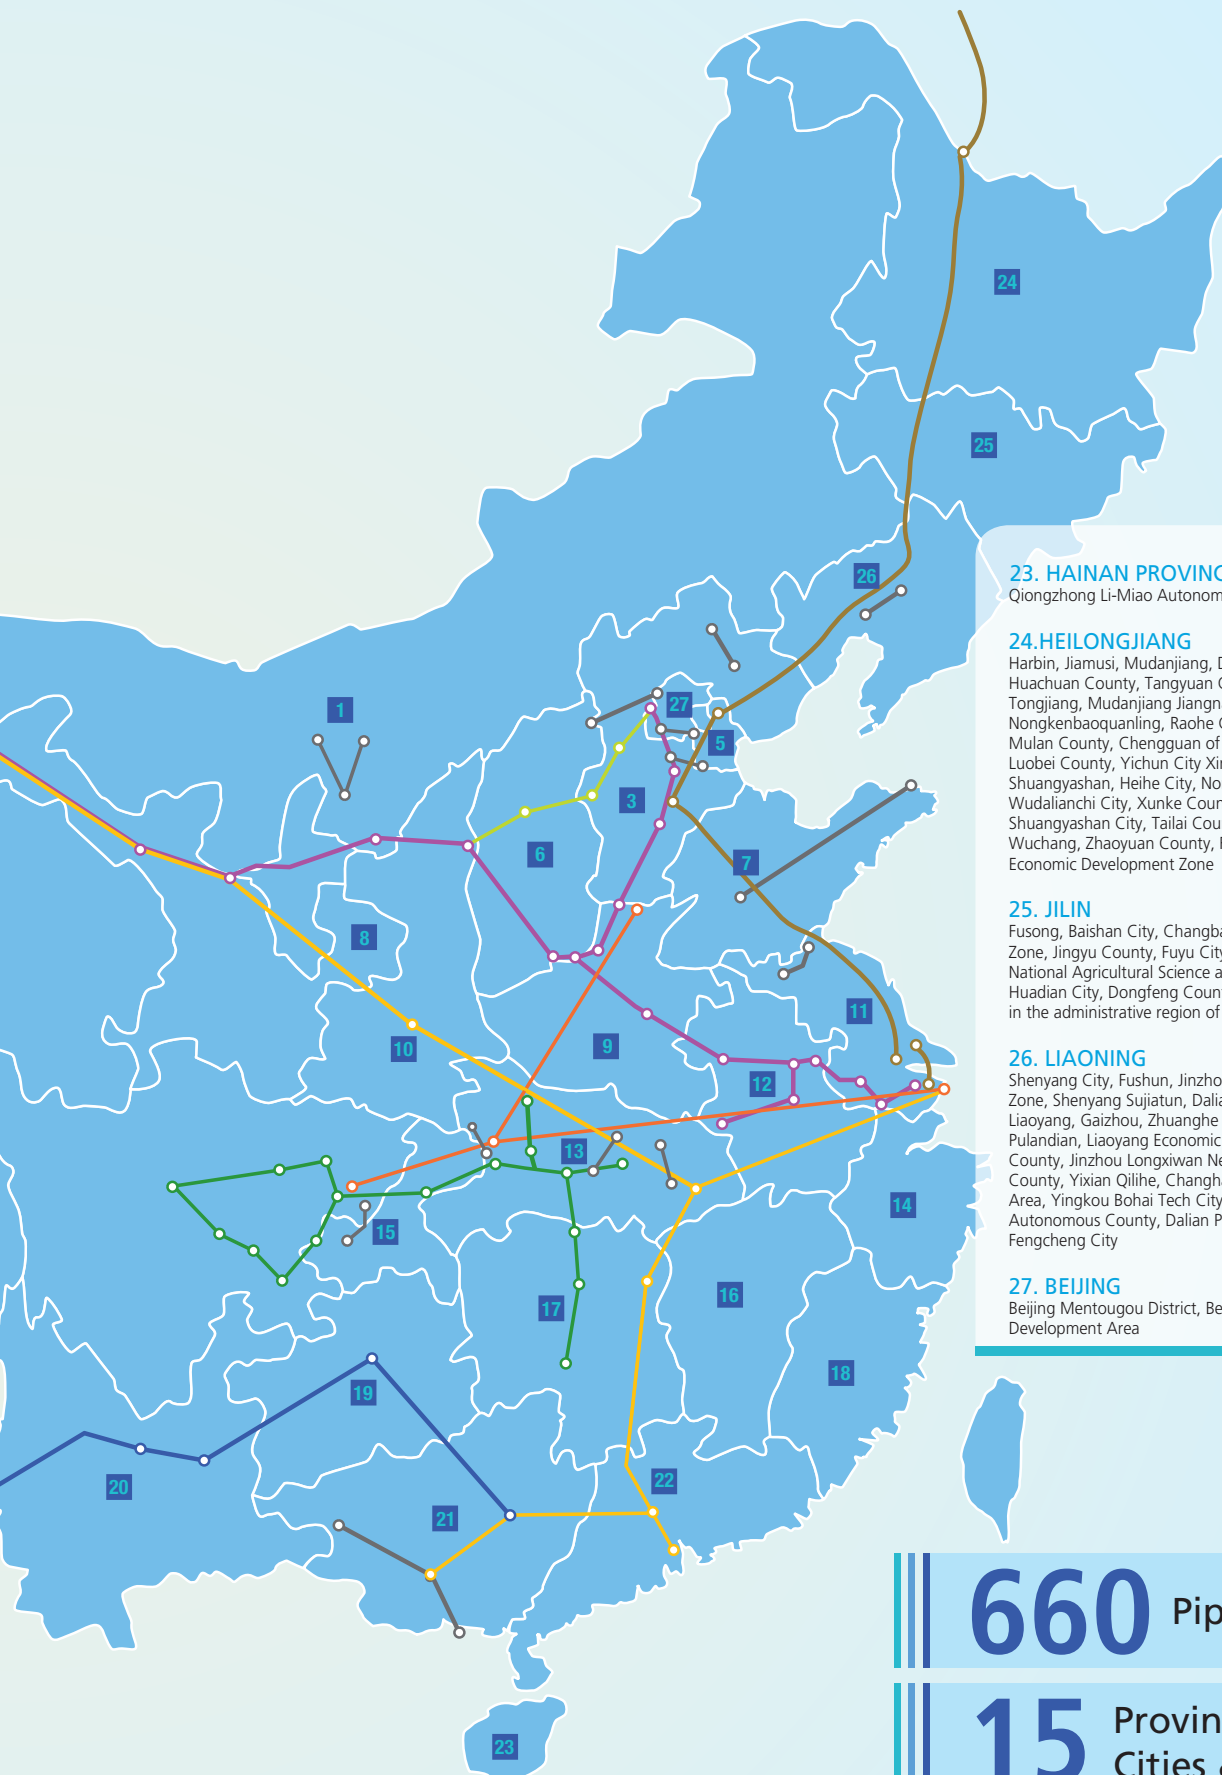 24
25
26
27
1
5
3
6
7
8
11
10
9
12
13
14
15
16
17
18
19
20
22
21
23
23. HAINAN PROVINC
Qiongzhong Li-Miao Autonom
24.HEILONGJIANG
Harbin, Jiamusi, Mudanjiang, D
Huachuan County, Tangyuan C
Tongjiang, Mudanjiang Jiangn
Nongkenbaoquanling, Raohe C
Mulan County, Chengguan of
Luobei County, Yichun City Xin
Shuangyashan, Heihe City, No
Wudalianchi City, Xunke Coun
Shuangyashan City, Tailai Cou
Wuchang, Zhaoyuan County, H
Economic Development Zone
25. JILIN
Fusong, Baishan City, Changba
Zone, Jingyu County, Fuyu City
National Agricultural Science a
Huadian City, Dongfeng Count
in the administrative region of
26. LIAONING
Shenyang City, Fushun, Jinzho
Zone, Shenyang Sujiatun, Dalia
Liaoyang, Gaizhou, Zhuanghe
Pulandian, Liaoyang Economic
County, Jinzhou Longxiwan Ne
County, Yixian Qilihe, Changha
Area, Yingkou Bohai Tech City
Autonomous County, Dalian P
Fengcheng City
27. BEIJING
Beijing Mentougou District, Be
Development Area
660 Pip
15 Provin
Cities